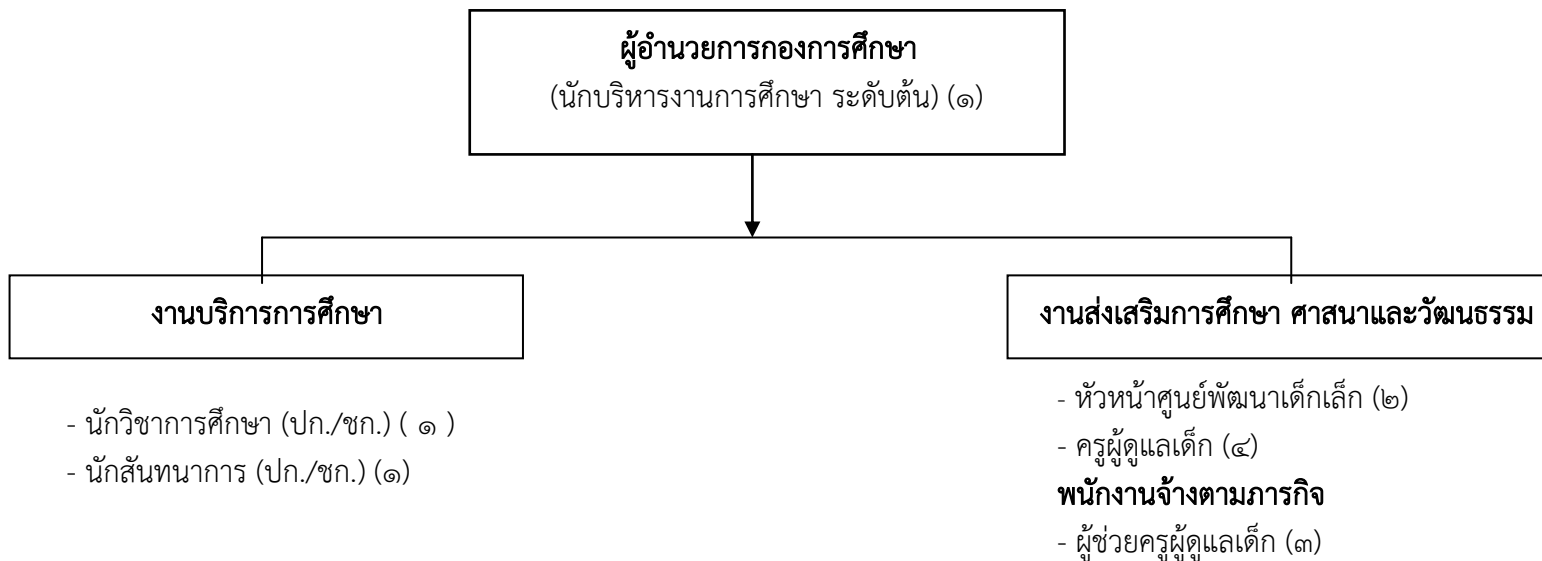 ผู้อำนวยการกองการศึกษา
(นักบริหารงานการศึกษา ระดับต้น) (๑)
งานบริการการศึกษา
- นักวิชาการศึกษา (ปก./ชก.) ( ๑ )
- นักสันทนาการ (ปก./ชก.) (๑)
งานส่งเสริมการศึกษา ศาสนาและวัฒนธรรม
- หัวหน้าศูนย์พัฒนาเด็กเล็ก (๒)
- ครูผู้ดูแลเด็ก (๔)
พนักงานจ้างตามภารกิจ
- ผู้ช่วยครูผู้ดูแลเด็ก (๓)